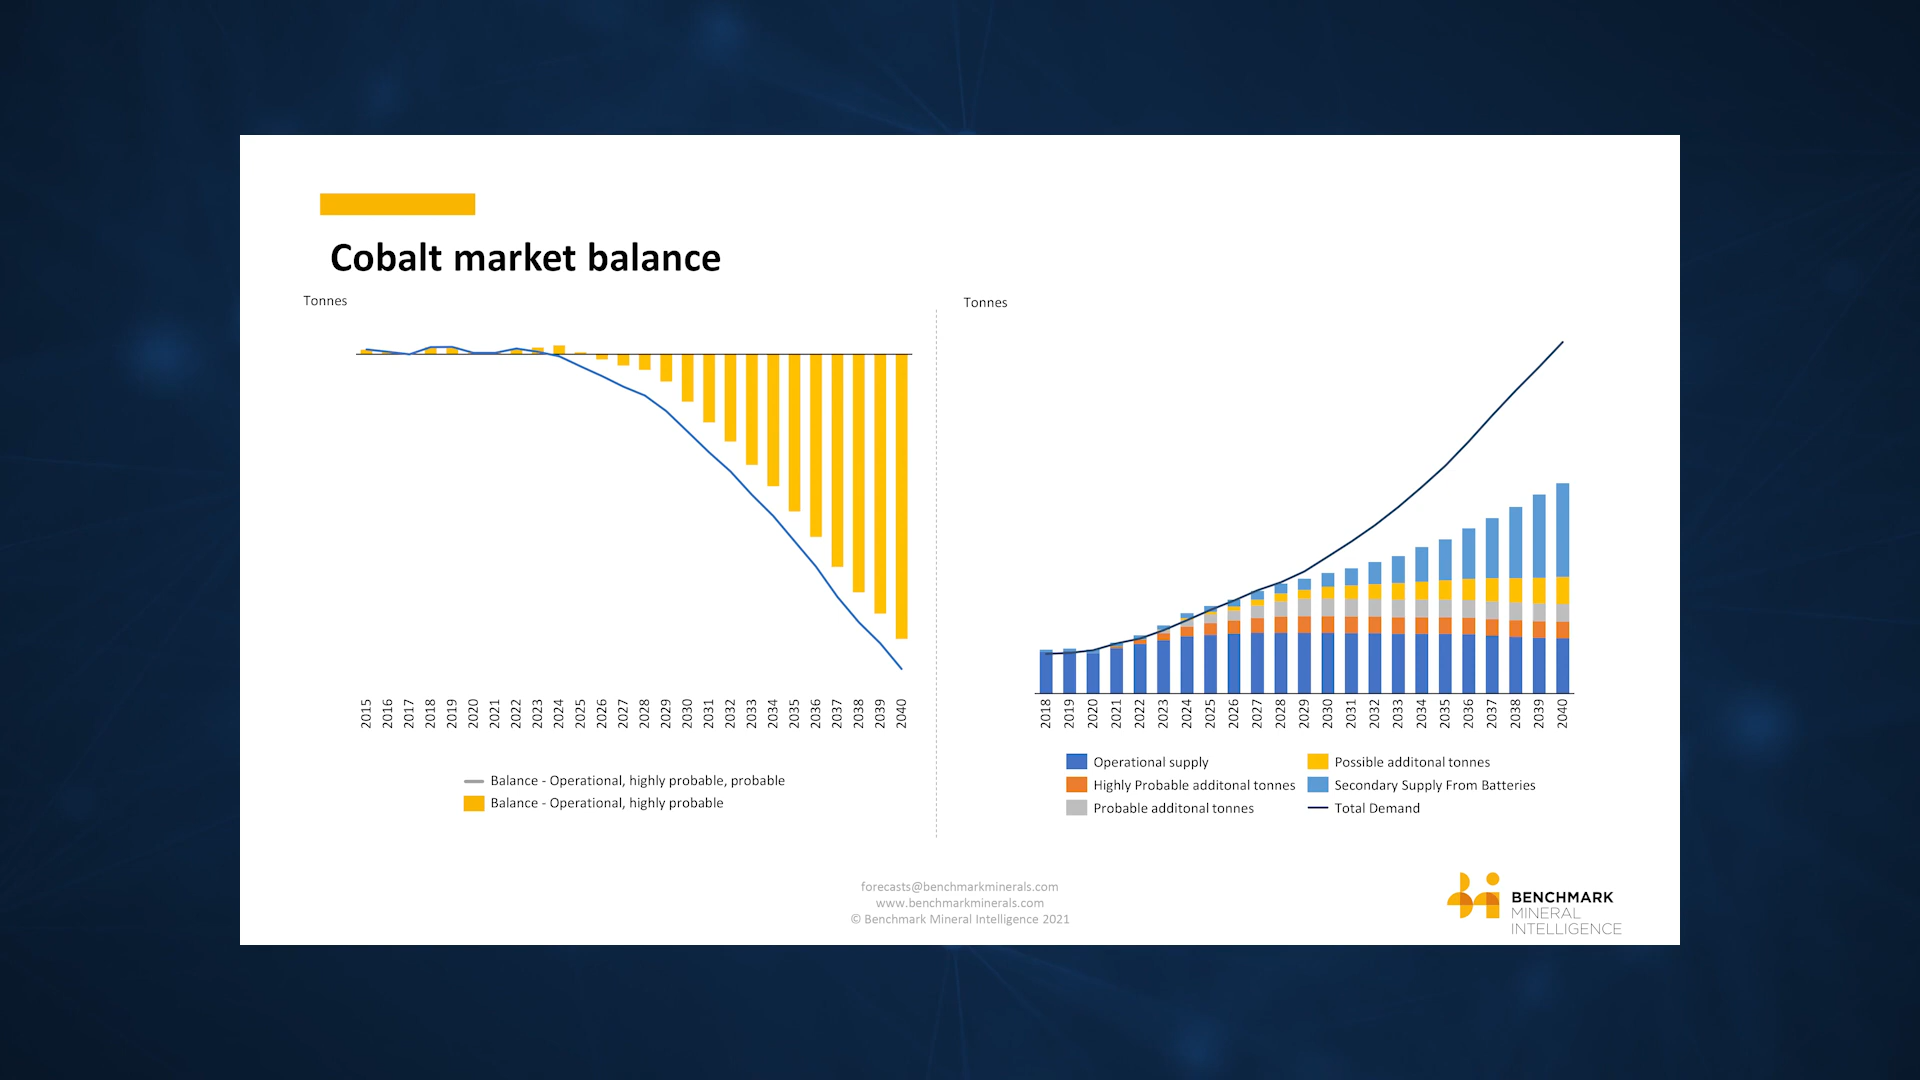 Cobalt market balance
Tonnes
2015 2016 2017 2018 2019 2020 2021 2022 2023 2024 2025 2026 2027 2028 2029 2030 2031 2032 2033 2034 2035 2036 2037 2038 2039 2040
Balance - Operational, highly probable, probable
Balance - Operational, highly probable
Tonnes
2018 2019 2020 2021 2022 2023 2024 2025 2026 2027 2028 2029 2030 2031 2032 2033 2034 2035 2036 2037 2038 2039 2040
Operational supply
Possible additonal tonnes
Highly Probable additonal tonnes
Secondary Supply From Batteries
Probable additonal tonnes
Total Demand
forecasts@benchmarkminerals.com
www.benchmarkminerals.com
© Benchmark Mineral Intelligence 2021
BENCHMARK
MINERAL
INTELLIGENCE